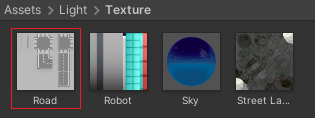 Assets > Light > Texture
Road Robot Sky Street La...